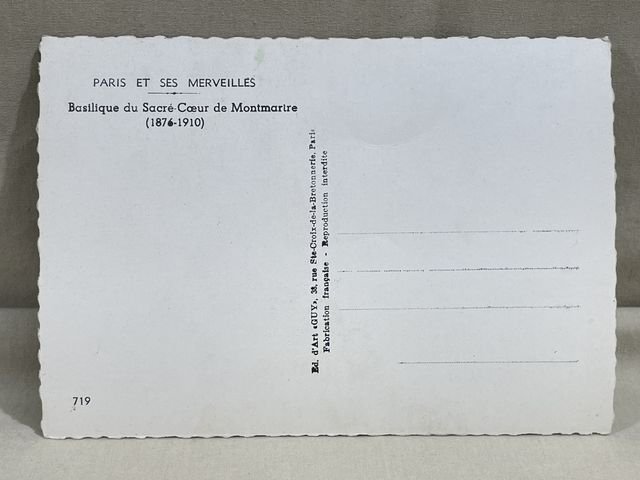 PARIS ET SES MERVEILLES
Basilique du Sacré-Cœur de Montmartre
(1876-1910)
Ed. d'Art «GUY», 38, rue Ste-Croix-de-la-Bretonnerie, Paris
Fabrication française - Reproduction interdite
719